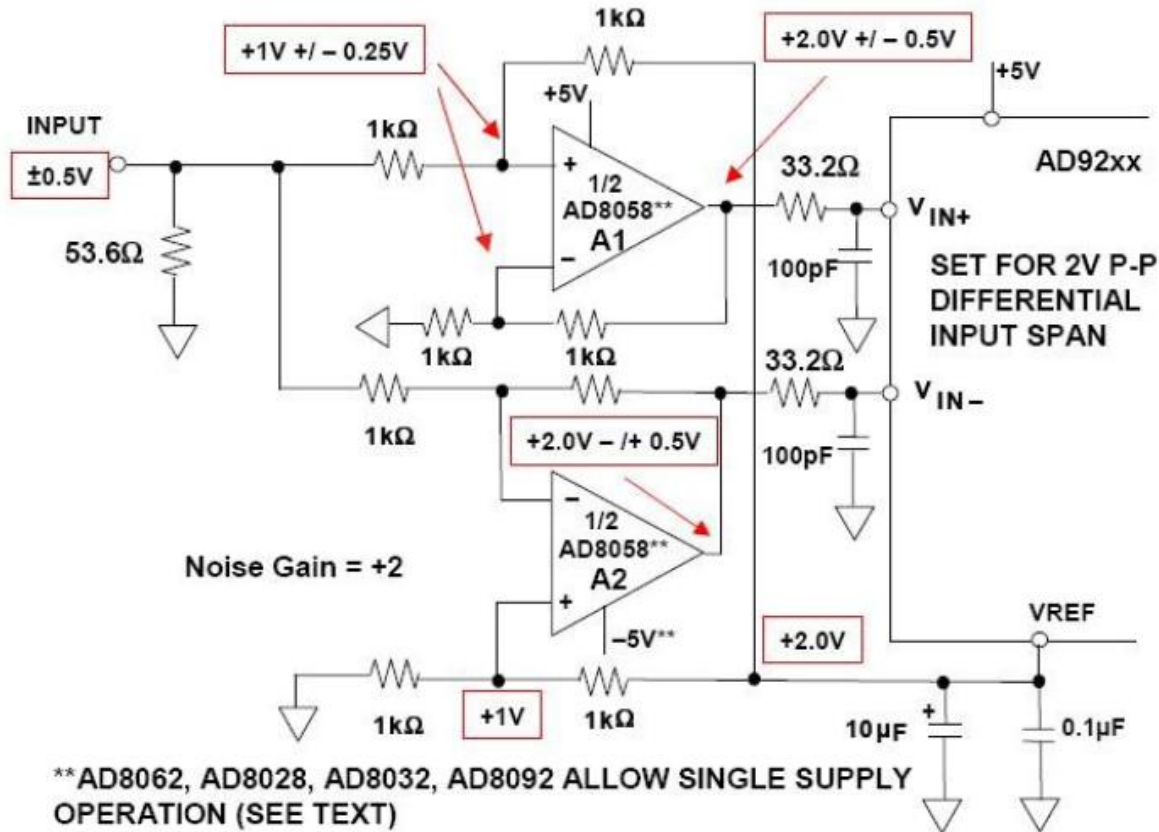 1kΩ
+1V +/– 0.25V
+2.0V +/– 0.5V
+5V
+5V
INPUT
±0.5V
1kΩ
AD92xx
+
1/2
AD8058**
A1
–
33.2Ω
VIN+
53.6Ω
100pF
SET FOR 2V P-P
DIFFERENTIAL
INPUT SPAN
1kΩ
1kΩ
33.2Ω
VIN–
1kΩ
+2.0V – /+ 0.5V
100pF
–
1/2
AD8058**
A2
+
Noise Gain = +2
–5V**
VREF
+2.0V
1kΩ
+1V
1kΩ
+
10µF
0.1µF
**AD8062, AD8028, AD8032, AD8092 ALLOW SINGLE SUPPLY
OPERATION (SEE TEXT)